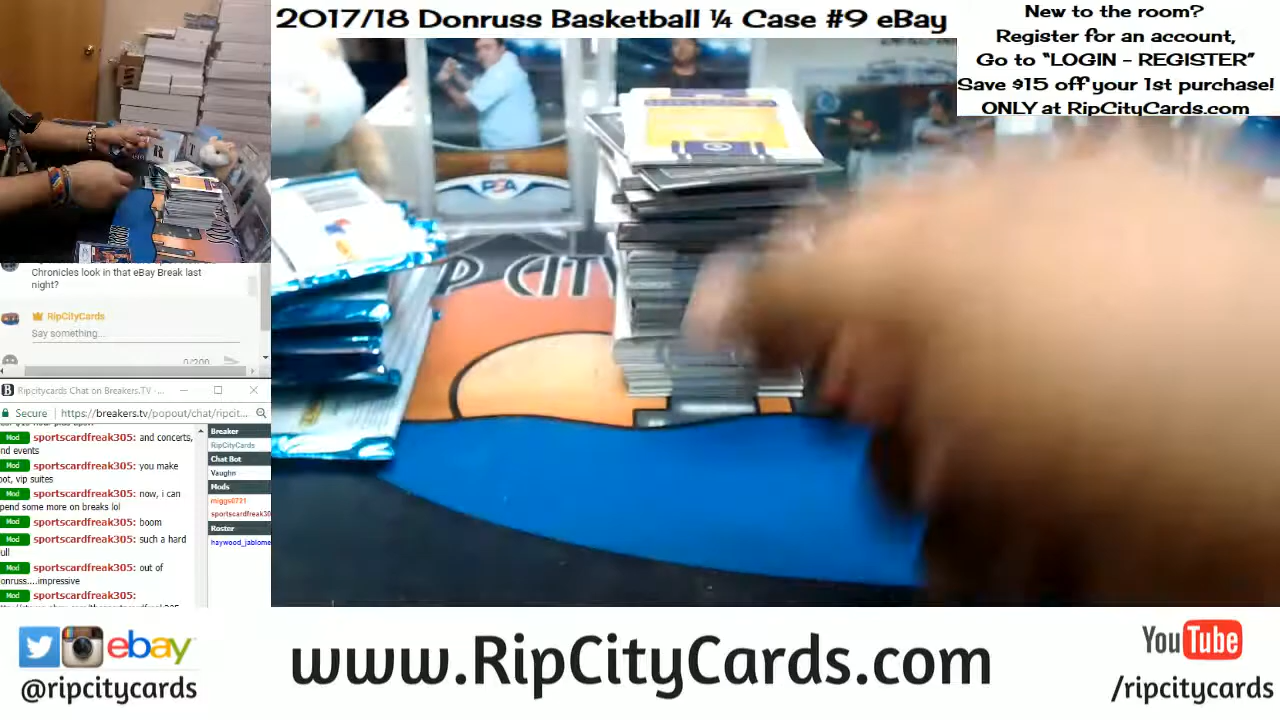 2017/18 Donruss Basketball ¼ Case #9 eBay
New to the room?
Register for an account,
Go to “LOGIN - REGISTER”
Save $15 off your 1st purchase!
ONLY at RipCityCards.com
PSA
RIP CITY
Chronicles look in that eBay Break last
night?
RipCityCards
Say something...
0/200
Ripcitycards Chat on Breakers.TV - ...
Secure https://breakers.tv/popout/chat/ripcit...
Mod sportscardfreak305: and concerts,
nd events
Mod sportscardfreak305: you make
oot, vip suites
Mod sportscardfreak305: now, i can
pend some more on breaks lol
Mod sportscardfreak305: boom
Mod sportscardfreak305: such a hard
ull
Mod sportscardfreak305: out of
onruss....impressive
Mod sportscardfreak305:
Breaker
RipCityCards
Chat Bot
Vaughn
Mods
miggs0721
sportscardfreak30
Roster
haywood_jablome
ebay
@ripcitycards
www.RipCityCards.com
YouTube
/ripcitycards